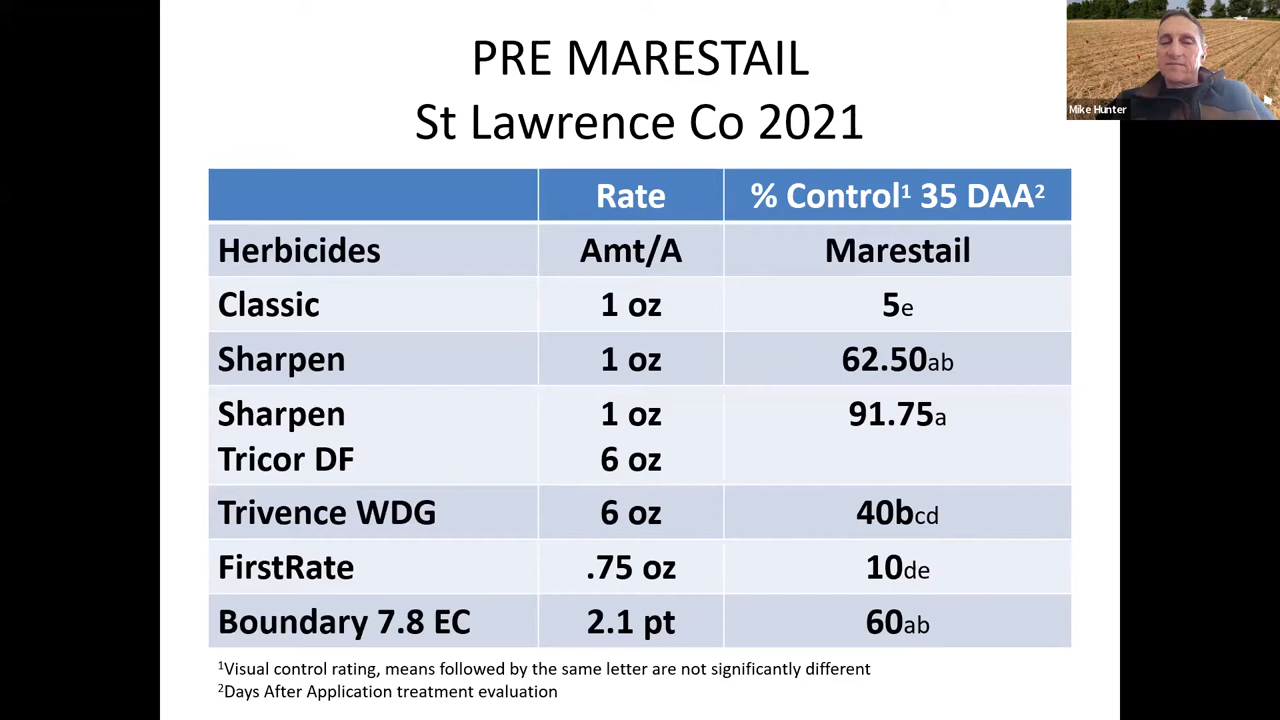 PRE MARESTAIL
St Lawrence Co 2021
Mike Hunter
Rate % Control¹ 35 DAA²
Herbicides Amt/A Marestail
Classic 1 oz 5e
Sharpen 1 oz 62.50ab
Sharpen 1 oz 91.75a
Tricor DF 6 oz
Trivence WDG 6 oz 40bcd
FirstRate .75 oz 10de
Boundary 7.8 EC 2.1 pt 60ab
¹Visual control rating, means followed by the same letter are not significantly different
²Days After Application treatment evaluation